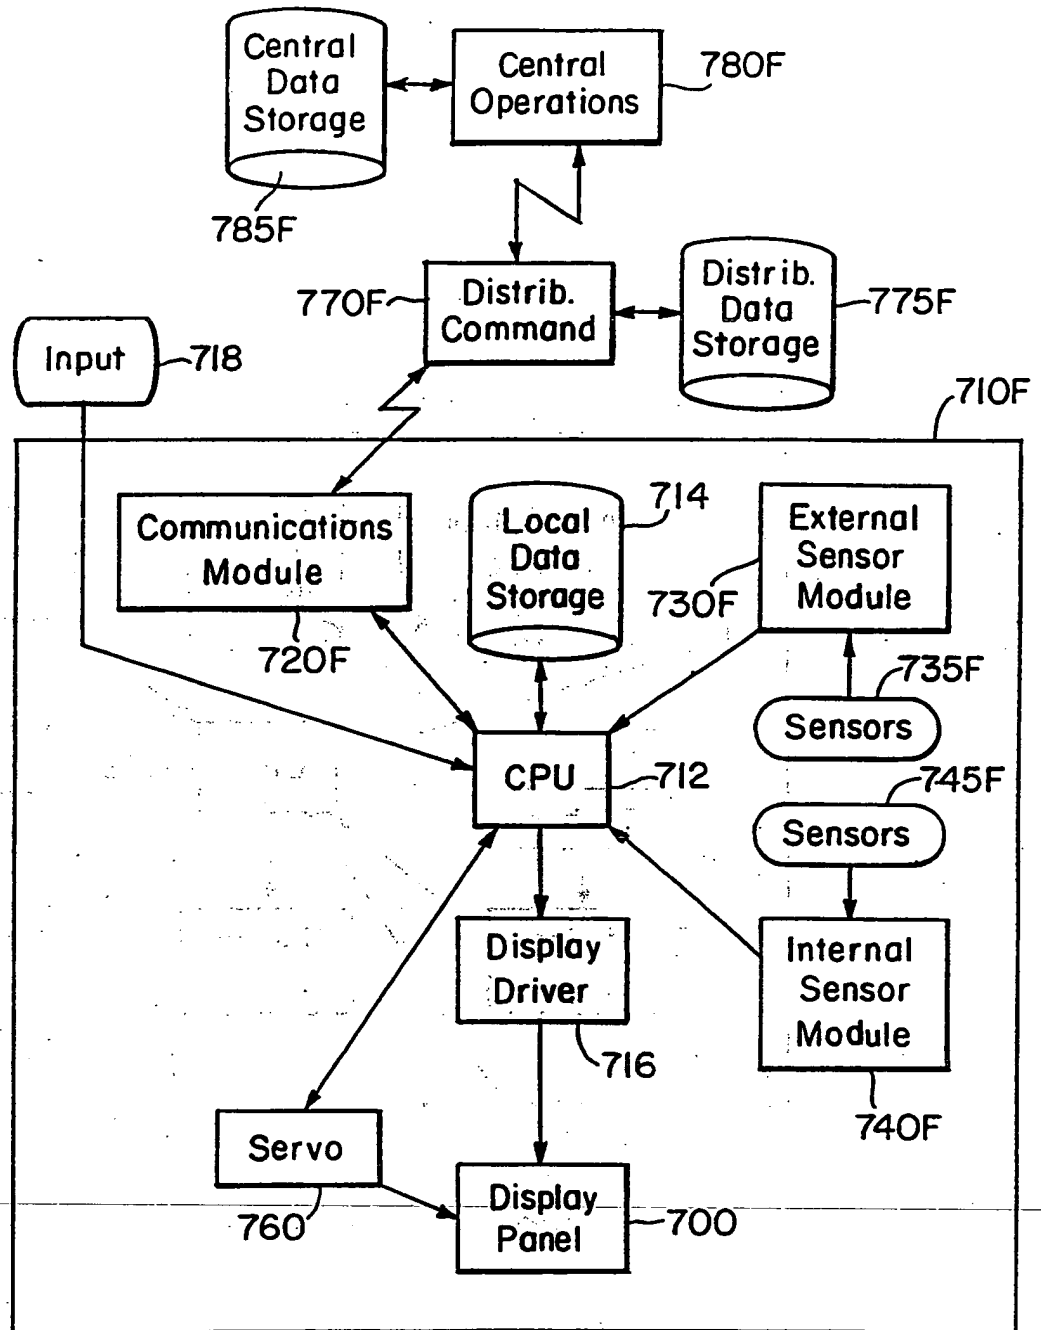 Central
Data
Storage
785F
Central
Operations
780F
770F
Distrib.
Command
Distrib.
Data
Storage
775F
Input
718
710F
Communications
Module
720F
Local
Data
Storage
714
External
Sensor
Module
730F
735F
Sensors
CPU
712
745F
Sensors
Display
Driver
716
Internal
Sensor
Module
740F
Servo
760
Display
Panel
700